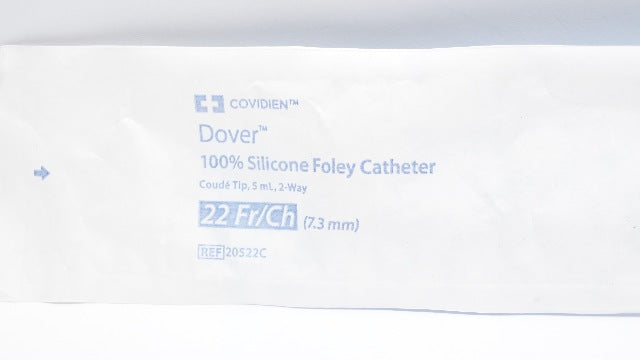 COVIDIEN™
Dover™
100% Silicone Foley Catheter
Coudé Tip, 5 mL, 2-Way
22 Fr/Ch (7.3 mm)
REF 20522C